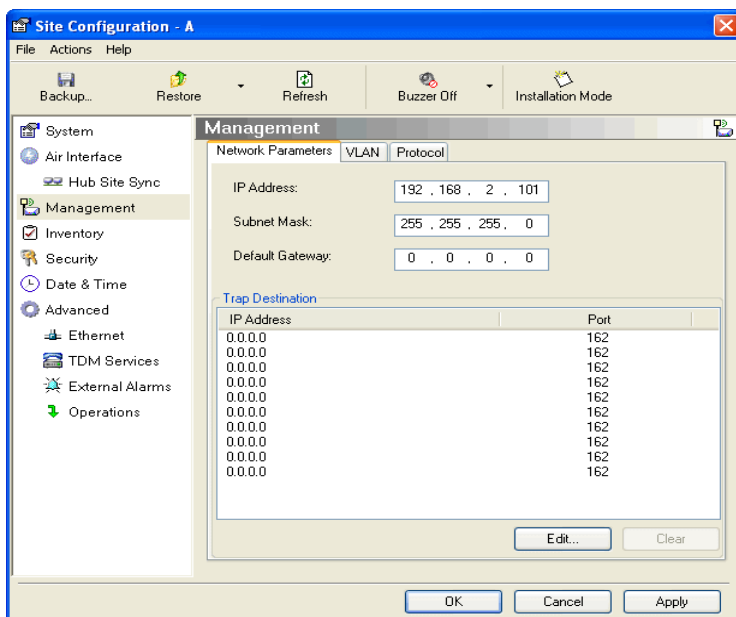 Site Configuration - A
File Actions Help
Backup... Restore Refresh Buzzer Off Installation Mode
System
Air Interface
Hub Site Sync
Management
Inventory
Security
Date & Time
Advanced
Ethernet
TDM Services
External Alarms
Operations
Management
Network Parameters VLAN Protocol
IP Address: 192 . 168 . 2 . 101
Subnet Mask: 255 . 255 . 255 . 0
Default Gateway: 0 . 0 . 0 . 0
Trap Destination
IP Address Port
0.0.0.0 162
0.0.0.0 162
0.0.0.0 162
0.0.0.0 162
0.0.0.0 162
0.0.0.0 162
0.0.0.0 162
0.0.0.0 162
0.0.0.0 162
0.0.0.0 162
Edit... Clear
OK Cancel Apply